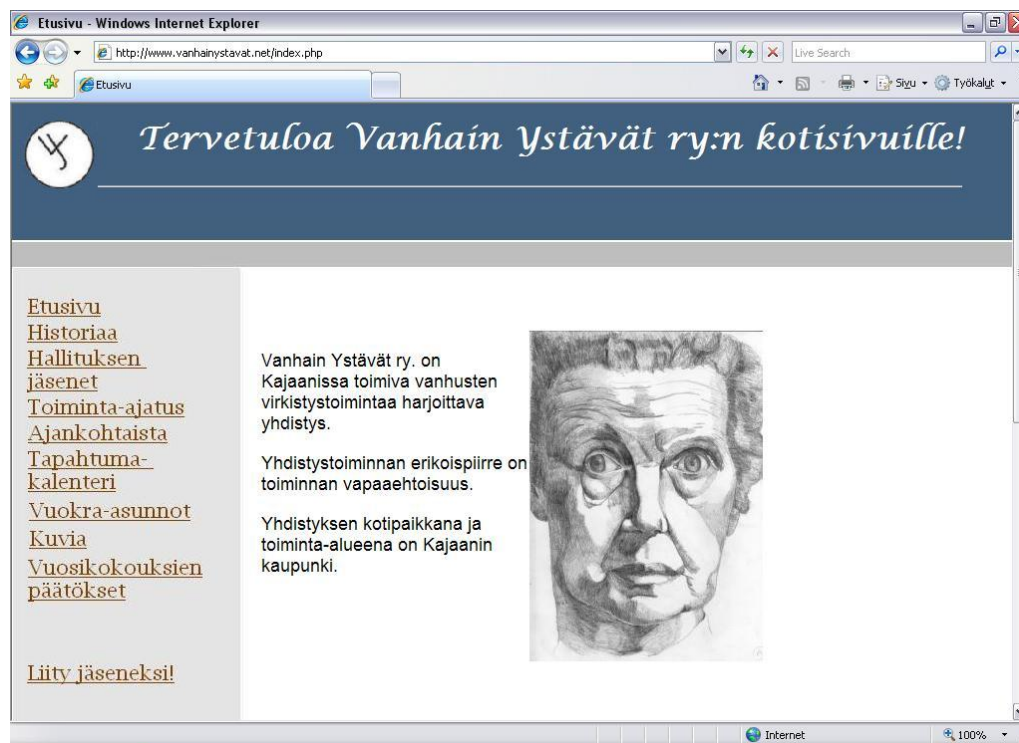 Etusivu - Windows Internet Explorer
http://www.vanhainystavat.net/index.php
Live Search
Etusivu
Sivu
Työkalut
Tervetuloa Vanhain Ystävät ry:n kotisivuille!
VY
Etusivu
Historiaa
Hallituksen
jäsenet
Toiminta-ajatus
Ajankohtaista
Tapahtuma-
kalenteri
Vuokra-asunnot
Kuvia
Vuosikokouksien
päätökset
Liity jäseneksi!
Vanhain Ystävät ry. on
Kajaanissa toimiva vanhusten
virkistystoimintaa harjoittava
yhdistys.
Yhdistystoiminnan erikoispiirre on
toiminnan vapaaehtoisuus.
Yhdistyksen kotipaikkana ja
toiminta-alueena on Kajaanin
kaupunki.
Internet
100%